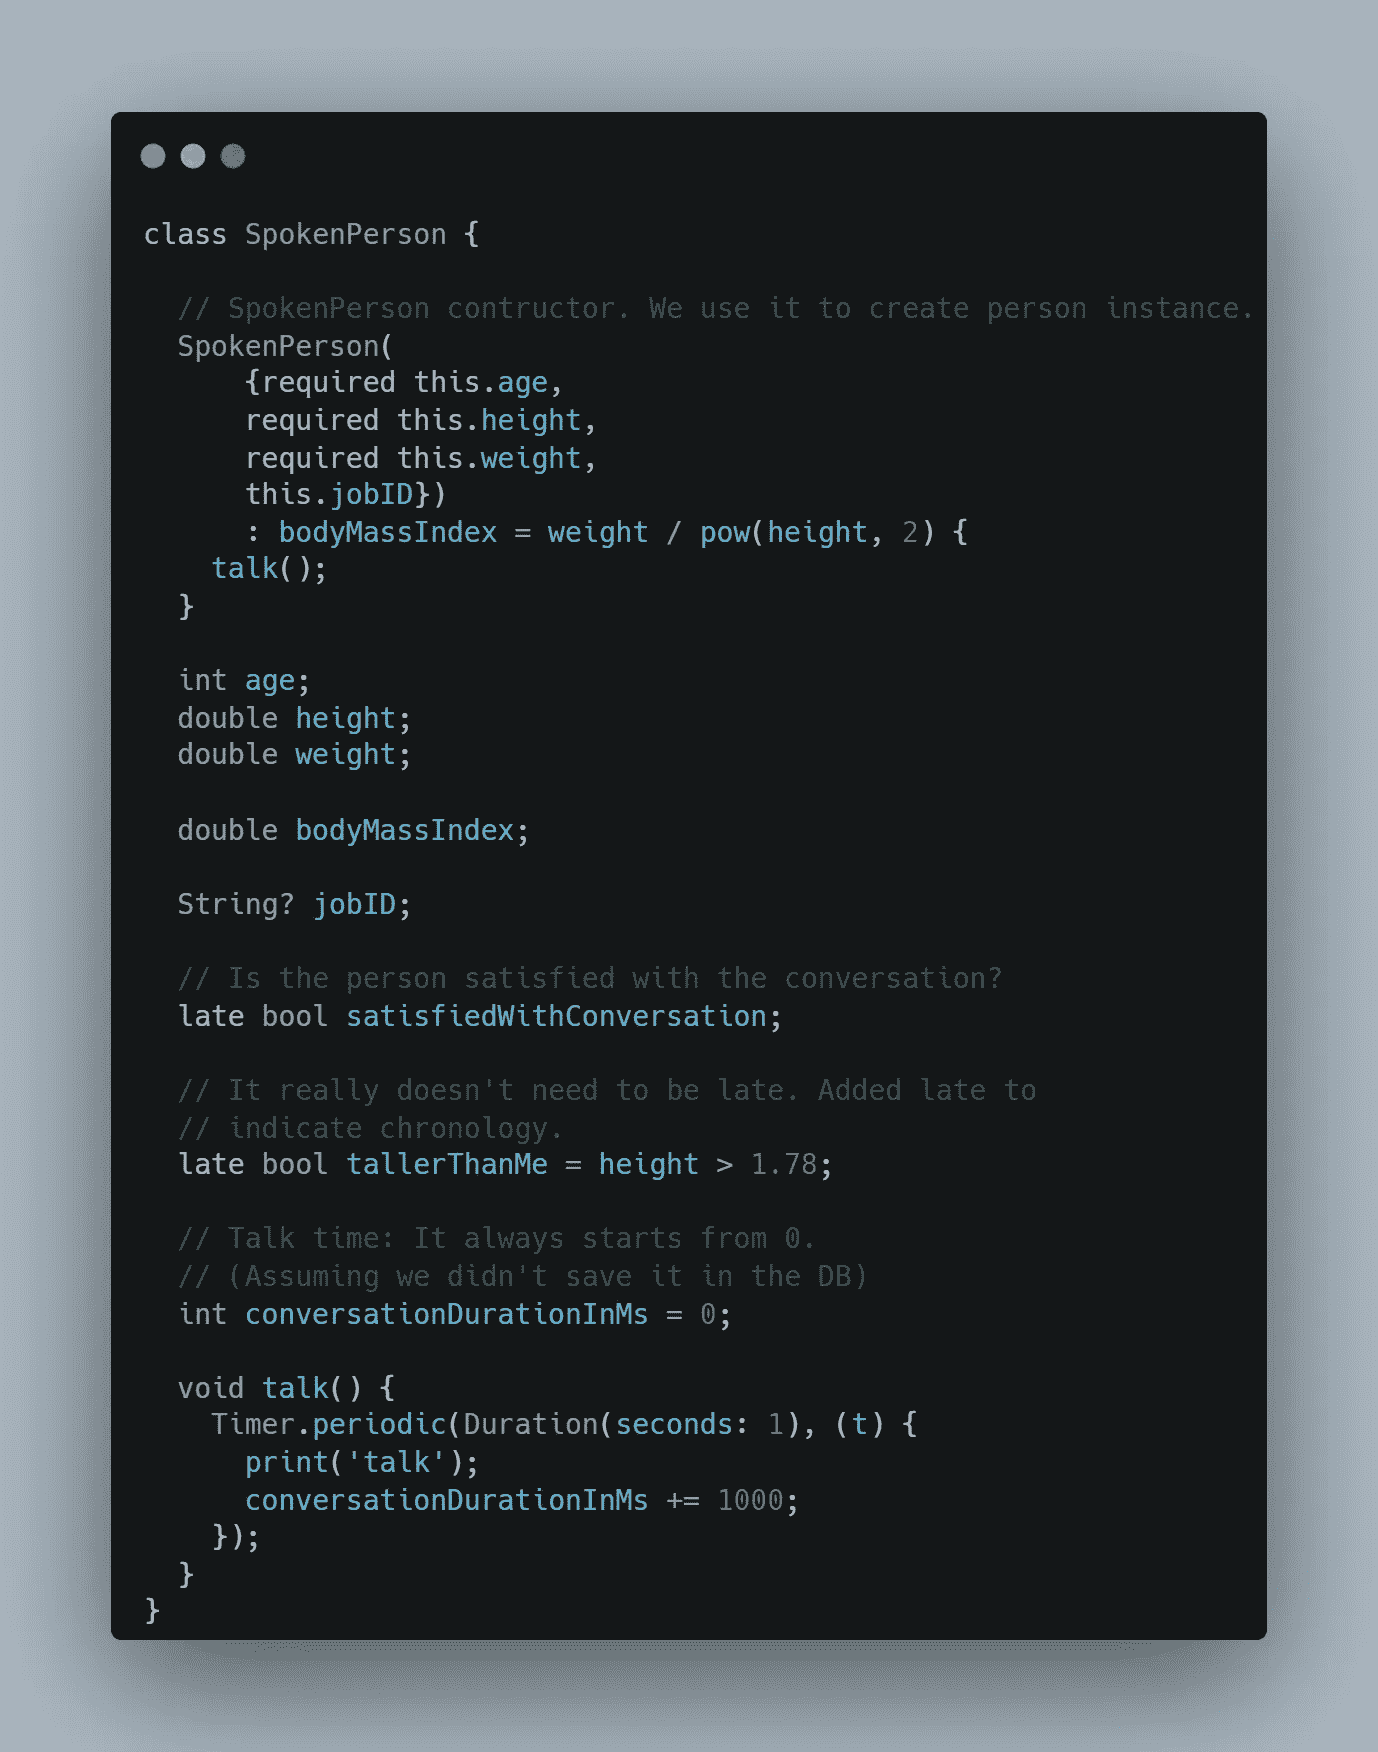 class SpokenPerson {
// SpokenPerson contructor. We use it to create person instance.
SpokenPerson(
{required this.age,
required this.height,
required this.weight,
this.jobID})
: bodyMassIndex = weight / pow(height, 2) {
talk();
}
int age;
double height;
double weight;
double bodyMassIndex;
String? jobID;
// Is the person satisfied with the conversation?
late bool satisfiedWithConversation;
// It really doesn't need to be late. Added late to
// indicate chronology.
late bool tallerThanMe = height > 1.78;
// Talk time: It always starts from 0.
// (Assuming we didn't save it in the DB)
int conversationDurationInMs = 0;
void talk() {
Timer.periodic(Duration(seconds: 1), (t) {
print('talk');
conversationDurationInMs += 1000;
});
}
}